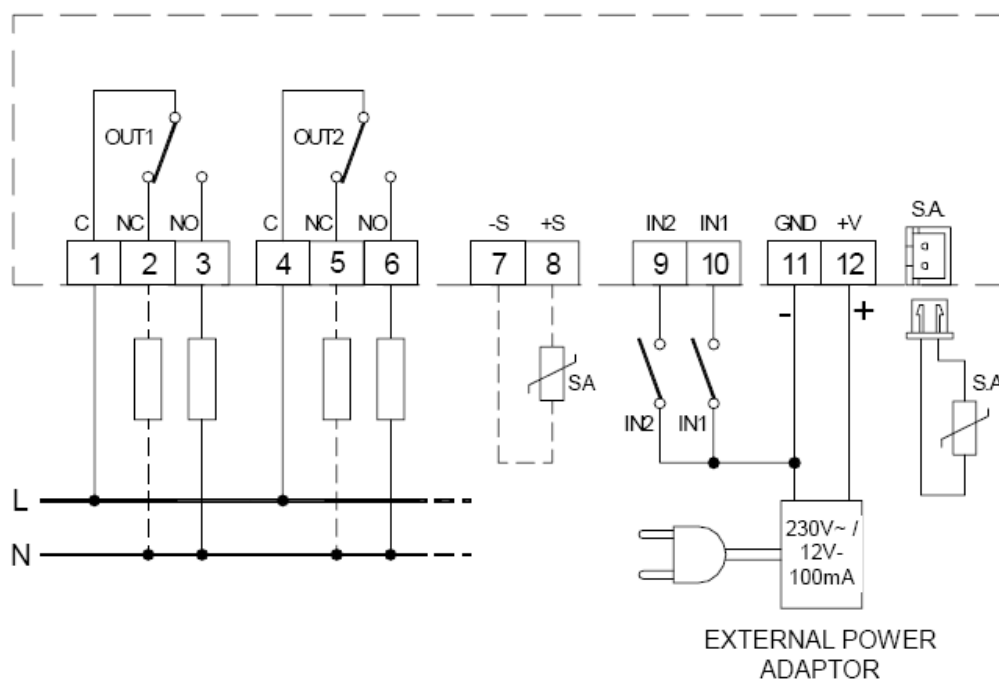 OUT1
OUT2
C NC NO
C NC NO
-S +S
IN2 IN1
GND +V
S.A.
1 2 3
4 5 6
7 8
9 10
11 12
- +
SA
S.A
IN2 IN1
L
N
230V~ /
12V-
100mA
EXTERNAL POWER
ADAPTOR